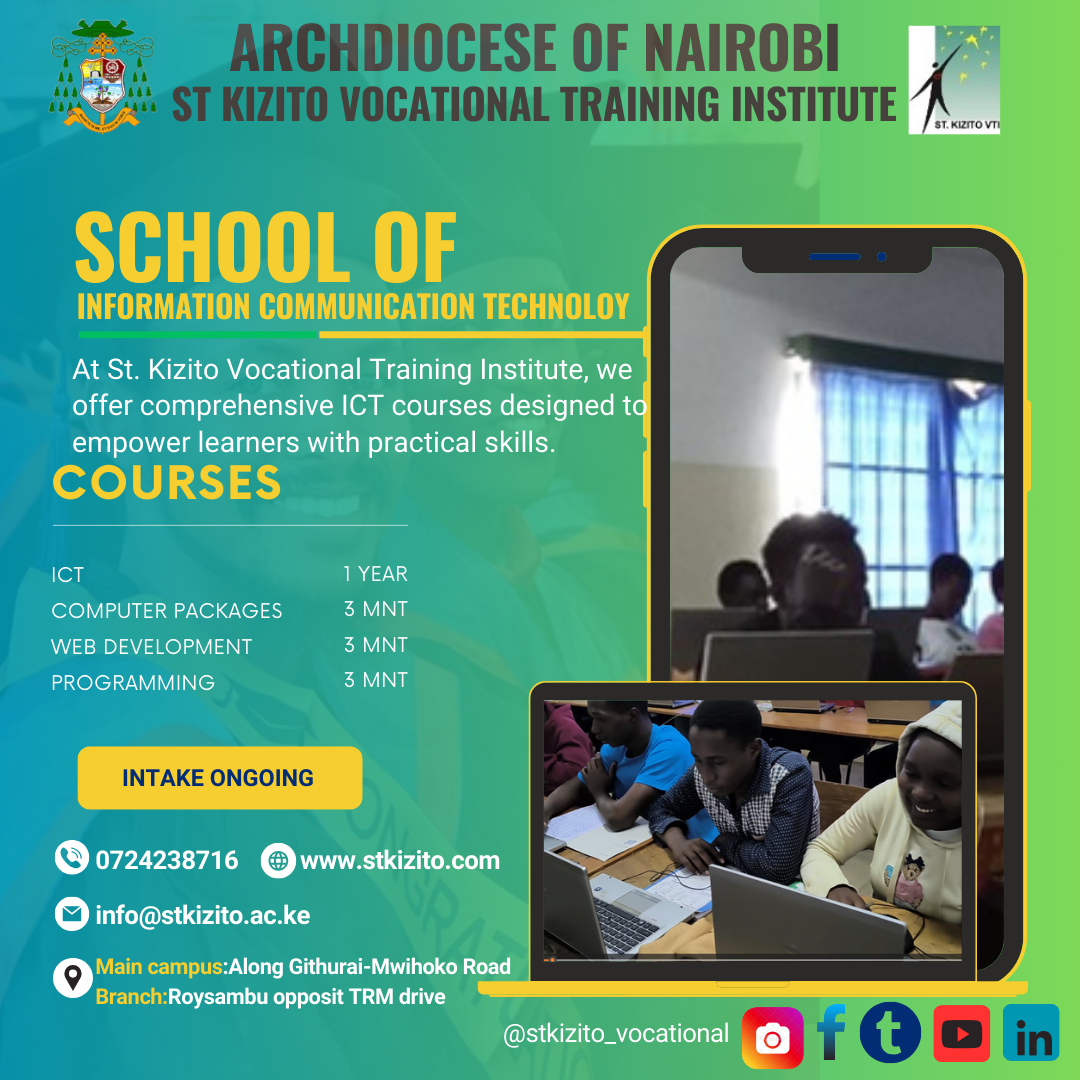 ARCHDIOCESE OF NAIROBI
ST KIZITO VOCATIONAL TRAINING INSTITUTE
ST. KIZITO VTI
SCHOOL OF
INFORMATION COMMUNICATION TECHNOLOY
At St. Kizito Vocational Training Institute, we
offer comprehensive ICT courses designed to
empower learners with practical skills.
COURSES
ICT 1 YEAR
COMPUTER PACKAGES 3 MNT
WEB DEVELOPMENT 3 MNT
PROGRAMMING 3 MNT
INTAKE ONGOING
0724238716 www.stkizito.com
info@stkizito.ac.ke
Main campus:Along Githurai-Mwihoko Road
Branch:Roysambu opposit TRM drive
@stkizito_vocational